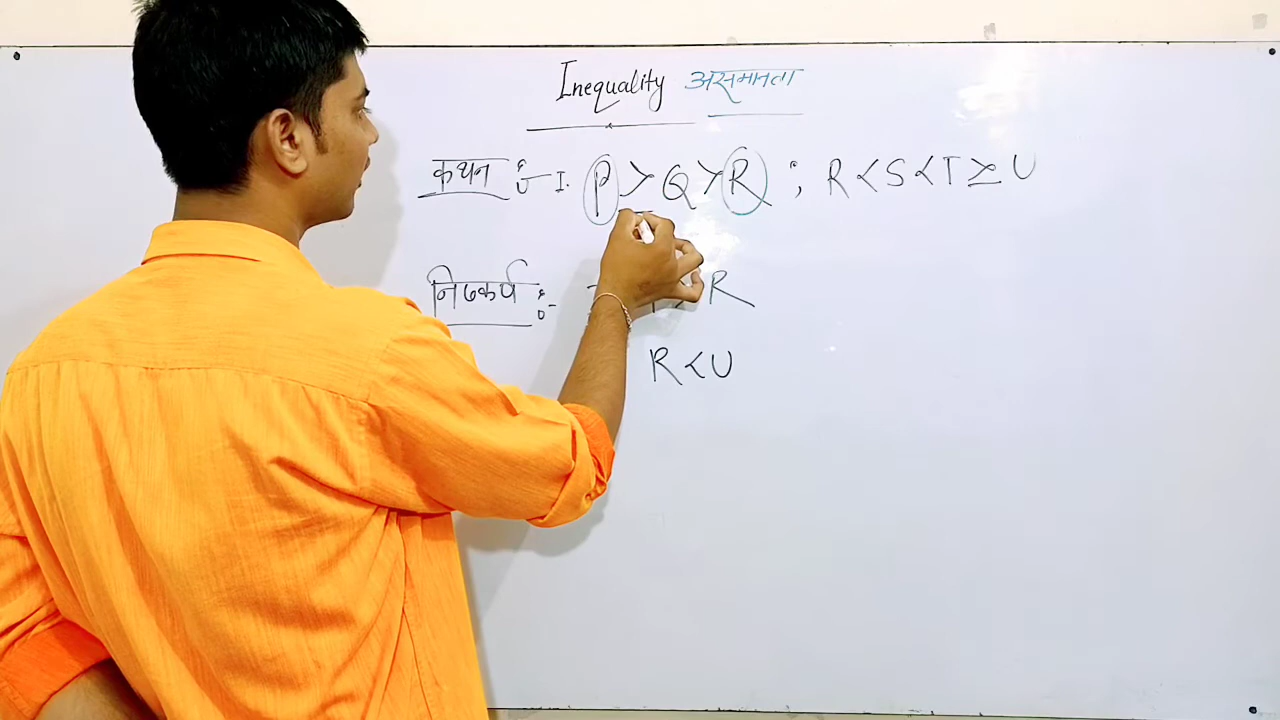 Inequality असमानता
कथन :- I. P > Q > R ; R < S < T ≥ U
निष्कर्ष :- > R
R < U